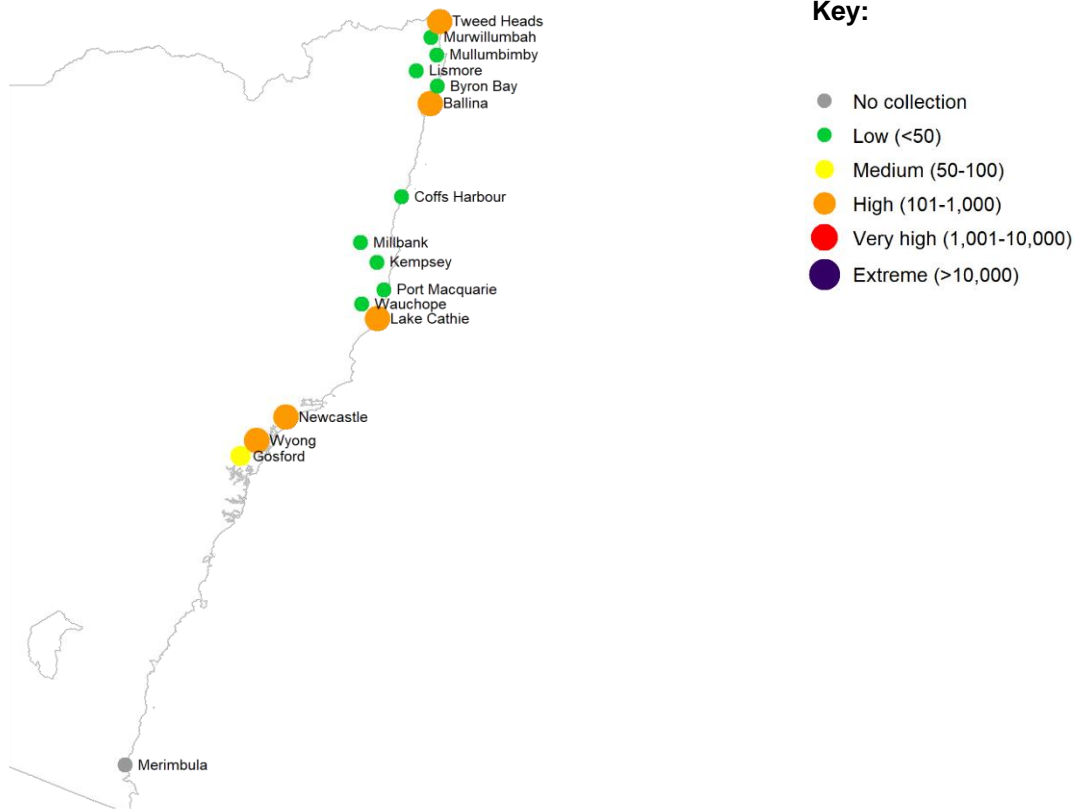 Key:
Tweed Heads
Murwillumbah
Mullumbimby
Lismore
Byron Bay
Ballina
Coffs Harbour
Millbank
Kempsey
Port Macquarie
Wauchope
Lake Cathie
Newcastle
Wyong
Gosford
Merimbula
No collection
Low (<50)
Medium (50-100)
High (101-1,000)
Very high (1,001-10,000)
Extreme (>10,000)